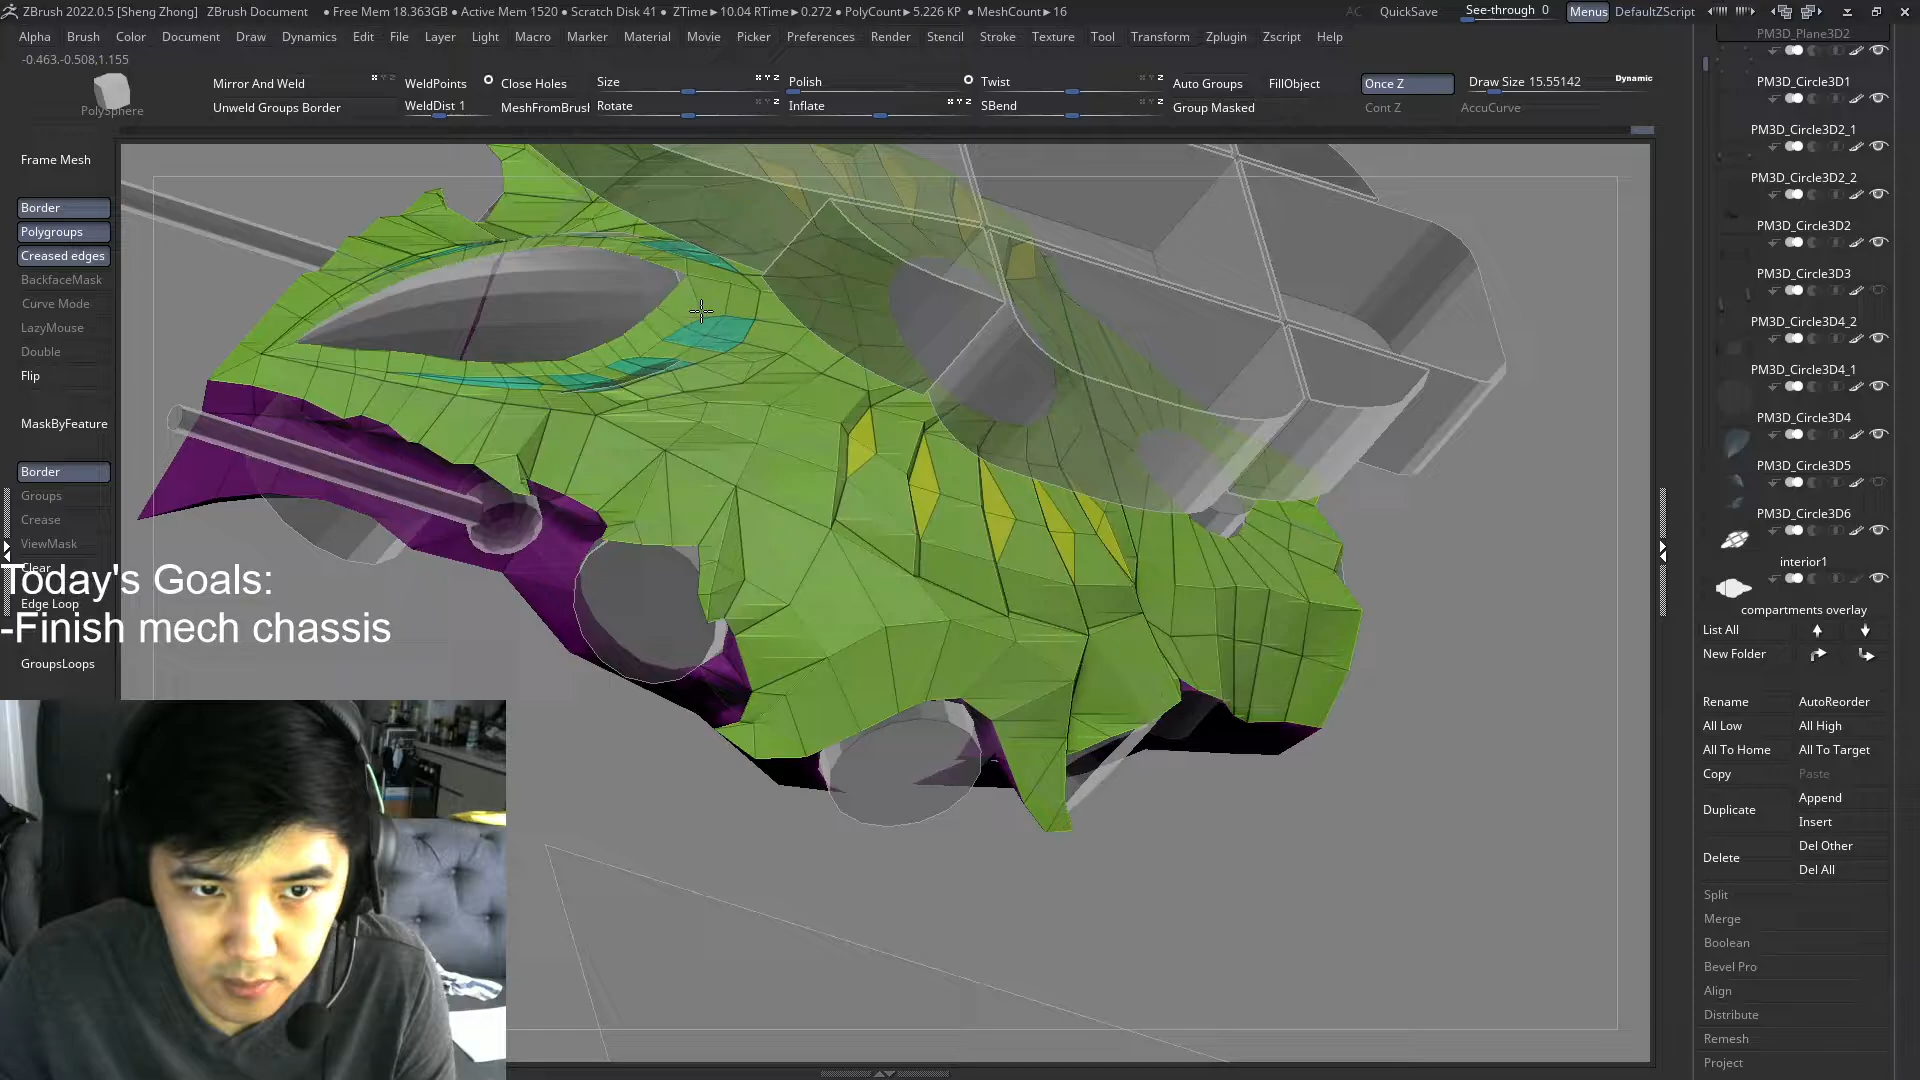 ZBrush 2022.0.5 [Sheng Zhong] ZBrush Document • Free Mem 18.363GB • Active Mem 1520 • Scratch Disk 41 • ZTime►10.04 RTime►0.272 • PolyCount►5.226 KP • MeshCount►16 AC QuickSave See-through 0 Menus DefaultZScript
Alpha Brush Color Document Draw Dynamics Edit File Layer Light Macro Marker Material Movie Picker Preferences Render Stencil Stroke Texture Tool Transform Zplugin Zscript Help
-0.463,-0.508,1.155
PolySphere
Mirror And Weld WeldPoints Close Holes Size Polish Twist Auto Groups FillObject Once Z Draw Size 15.55142 Dynamic
Unweld Groups Border WeldDist 1 MeshFromBrush Rotate Inflate SBend Group Masked Cont Z AccuCurve
Frame Mesh
Border
Polygroups
Creased edges
BackfaceMask
Curve Mode
LazyMouse
Double
Flip
MaskByFeature
Border
Groups
Crease
ViewMask
Clear
Edge Loop
GroupsLoops
Today's Goals:
-Finish mech chassis
PM3D_Plane3D2
PM3D_Circle3D1
PM3D_Circle3D2_1
PM3D_Circle3D2_2
PM3D_Circle3D2
PM3D_Circle3D3
PM3D_Circle3D4_2
PM3D_Circle3D4_1
PM3D_Circle3D4
PM3D_Circle3D5
PM3D_Circle3D6
interior1
compartments overlay
List All
New Folder
Rename AutoReorder
All Low All High
All To Home All To Target
Copy Paste
Duplicate Append
Insert
Delete Del Other
Del All
Split
Merge
Boolean
Bevel Pro
Align
Distribute
Remesh
Project